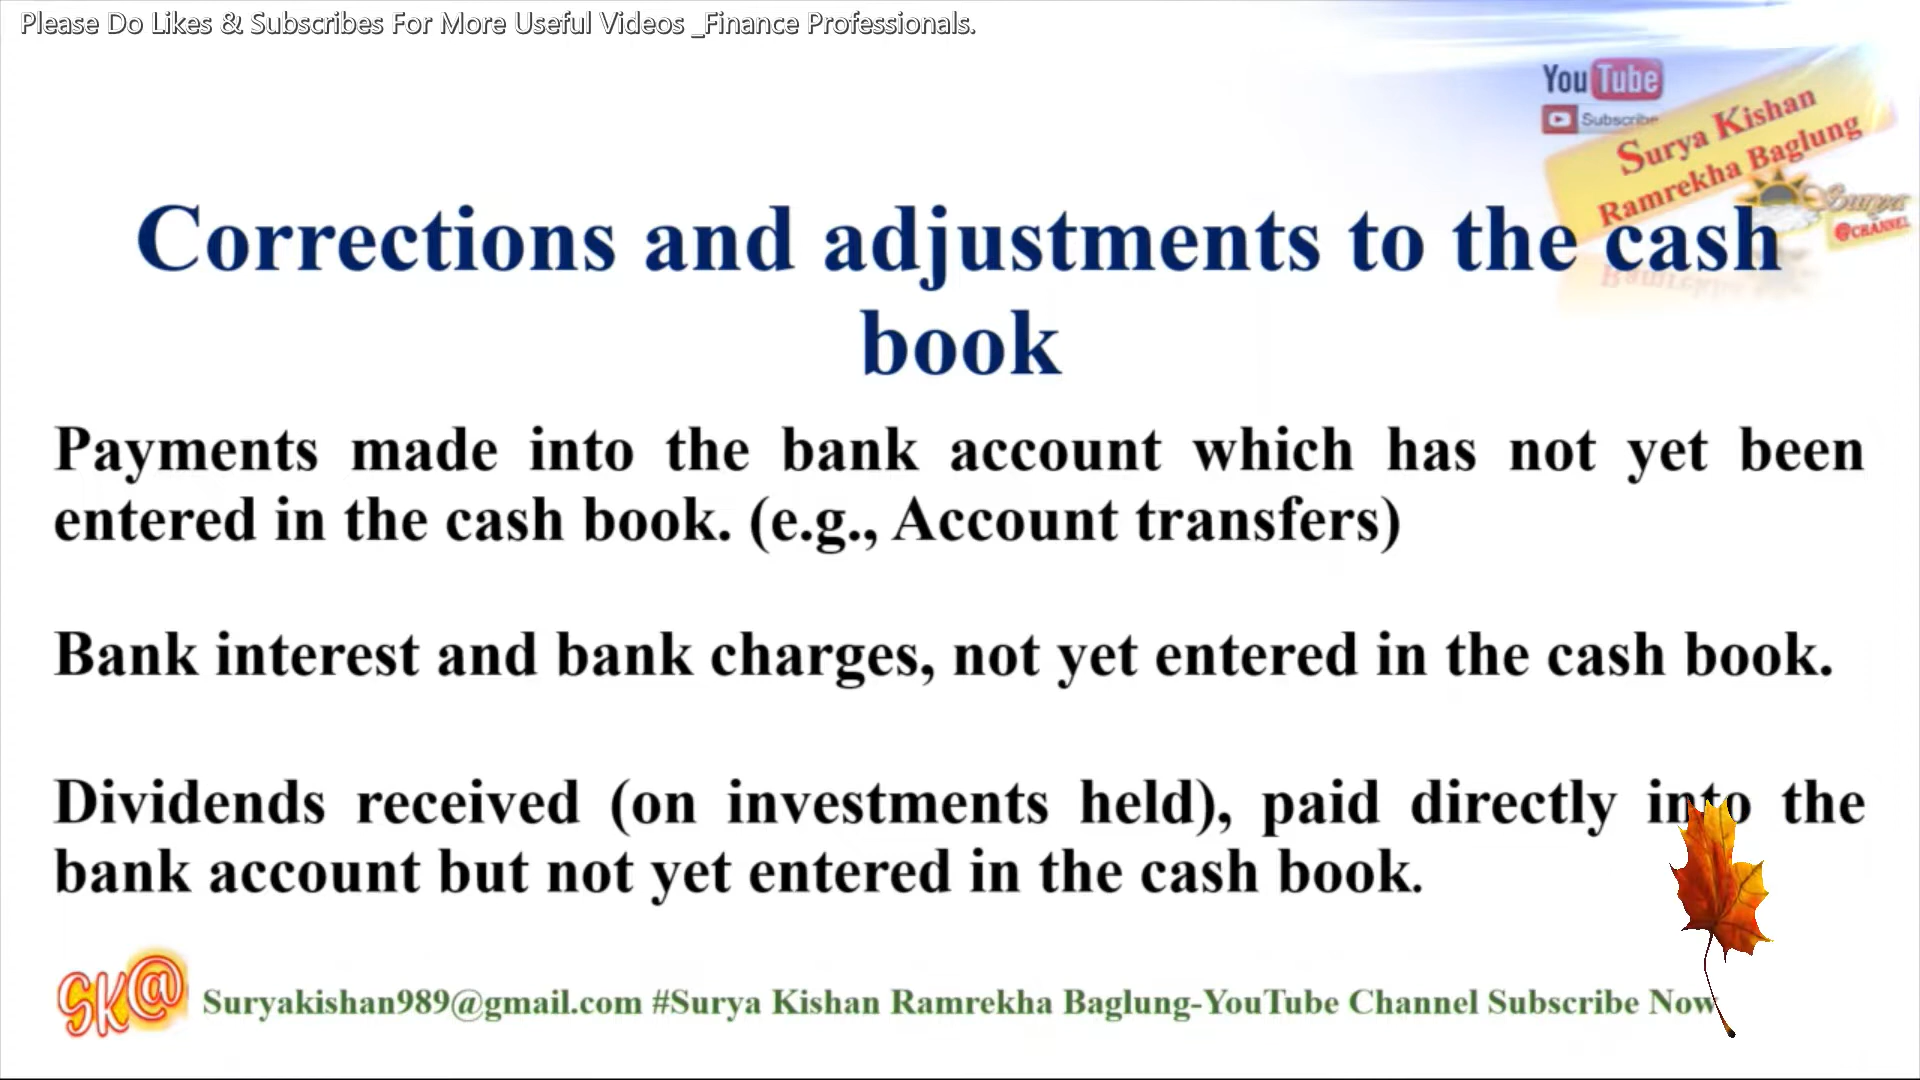 Please Do Likes & Subscribes For More Useful Videos _Finance Professionals.
You Tube
Subscribe
Surya Kishan
Ramrekha Baglung
Surya
@CHANNEL
Corrections and adjustments to the cash
book
Payments made into the bank account which has not yet been
entered in the cash book. (e.g., Account transfers)
Bank interest and bank charges, not yet entered in the cash book.
Dividends received (on investments held), paid directly into the
bank account but not yet entered in the cash book.
SK@
Suryakishan989@gmail.com #Surya Kishan Ramrekha Baglung-YouTube Channel Subscribe Now